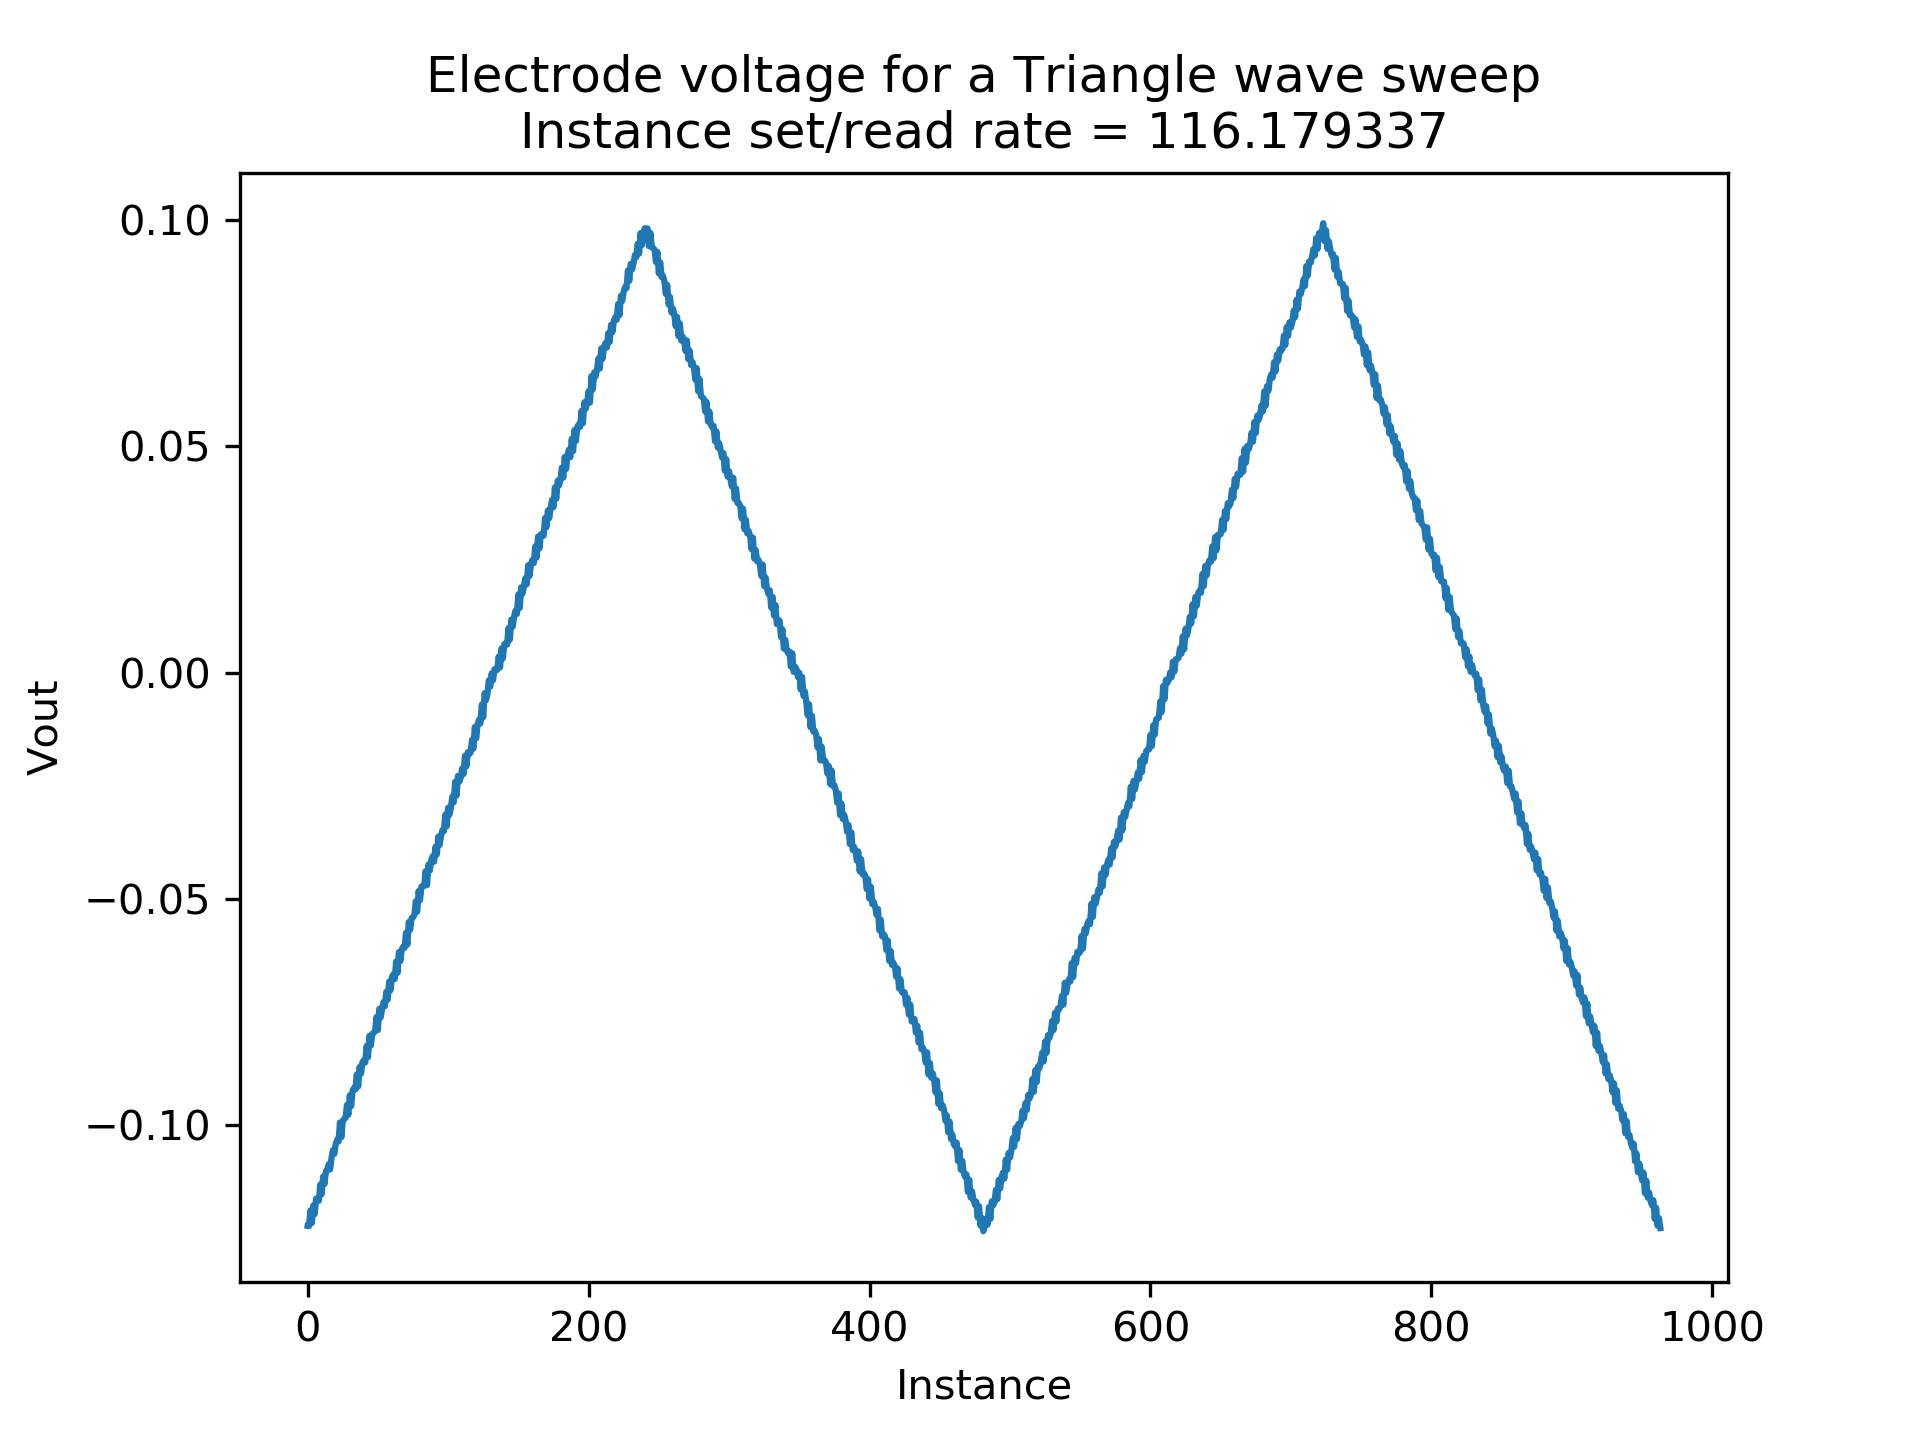 Electrode voltage for a Triangle wave sweep
Instance set/read rate = 116.179337
0.10
0.05
0.00
−0.05
−0.10
Vout
0 200 400 600 800 1000
Instance